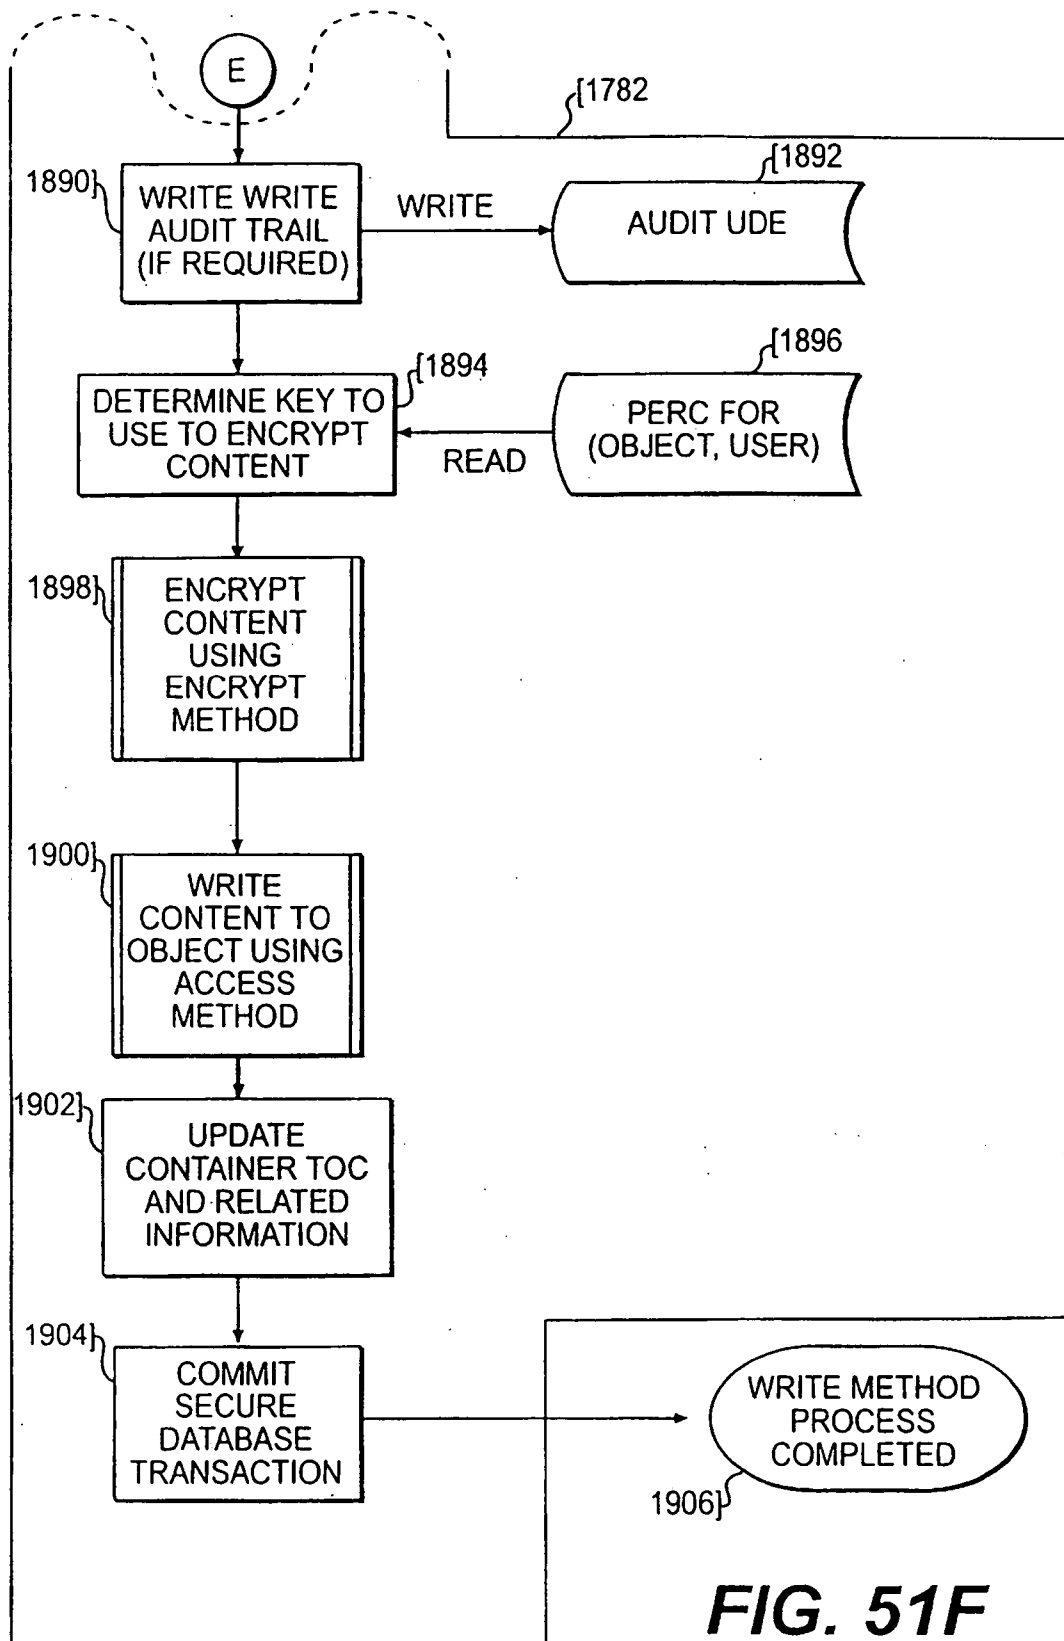 E
[1782
1890}
WRITE WRITE
AUDIT TRAIL
(IF REQUIRED)
WRITE
[1892
AUDIT UDE
[1894
DETERMINE KEY TO
USE TO ENCRYPT
CONTENT
READ
[1896
PERC FOR
(OBJECT, USER)
1898}
ENCRYPT
CONTENT
USING
ENCRYPT
METHOD
1900}
WRITE
CONTENT TO
OBJECT USING
ACCESS
METHOD
1902}
UPDATE
CONTAINER TOC
AND RELATED
INFORMATION
1904}
COMMIT
SECURE
DATABASE
TRANSACTION
WRITE METHOD
PROCESS
COMPLETED
1906}
FIG. 51F